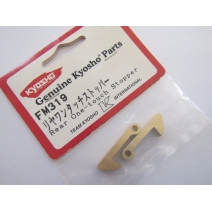 KYOSHO
Genuine Kyosho Parts
FM319
リヤワンタッチストッパー
Rear One-touch Stopper
TEAM KYOSHO INTERNATIONAL